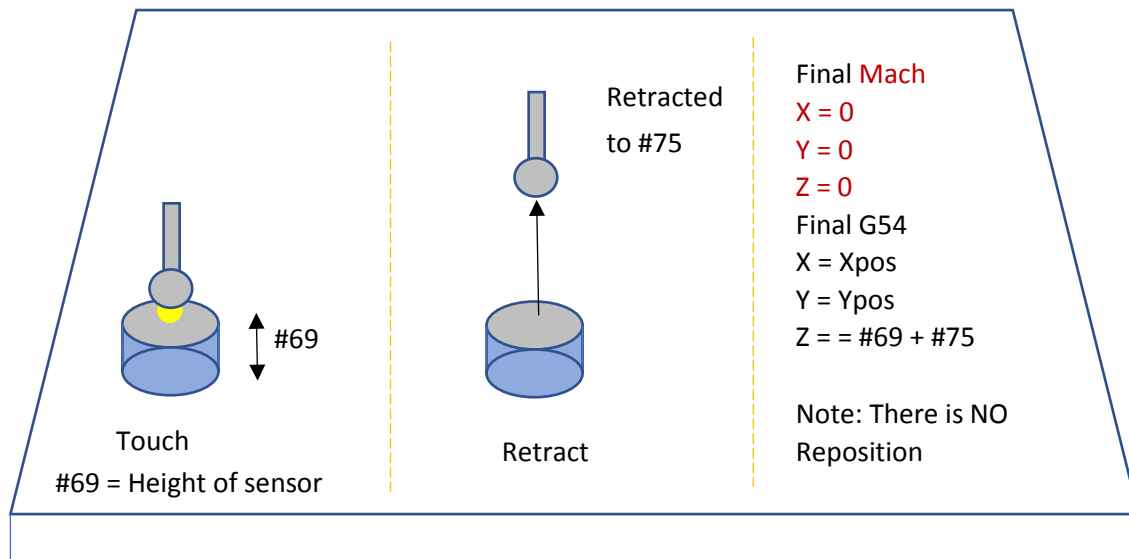 #69
Touch
#69 = Height of sensor
Retracted
to #75
Retract
Final Mach
X = 0
Y = 0
Z = 0
Final G54
X = Xpos
Y = Ypos
Z = = #69 + #75
Note: There is NO
Reposition